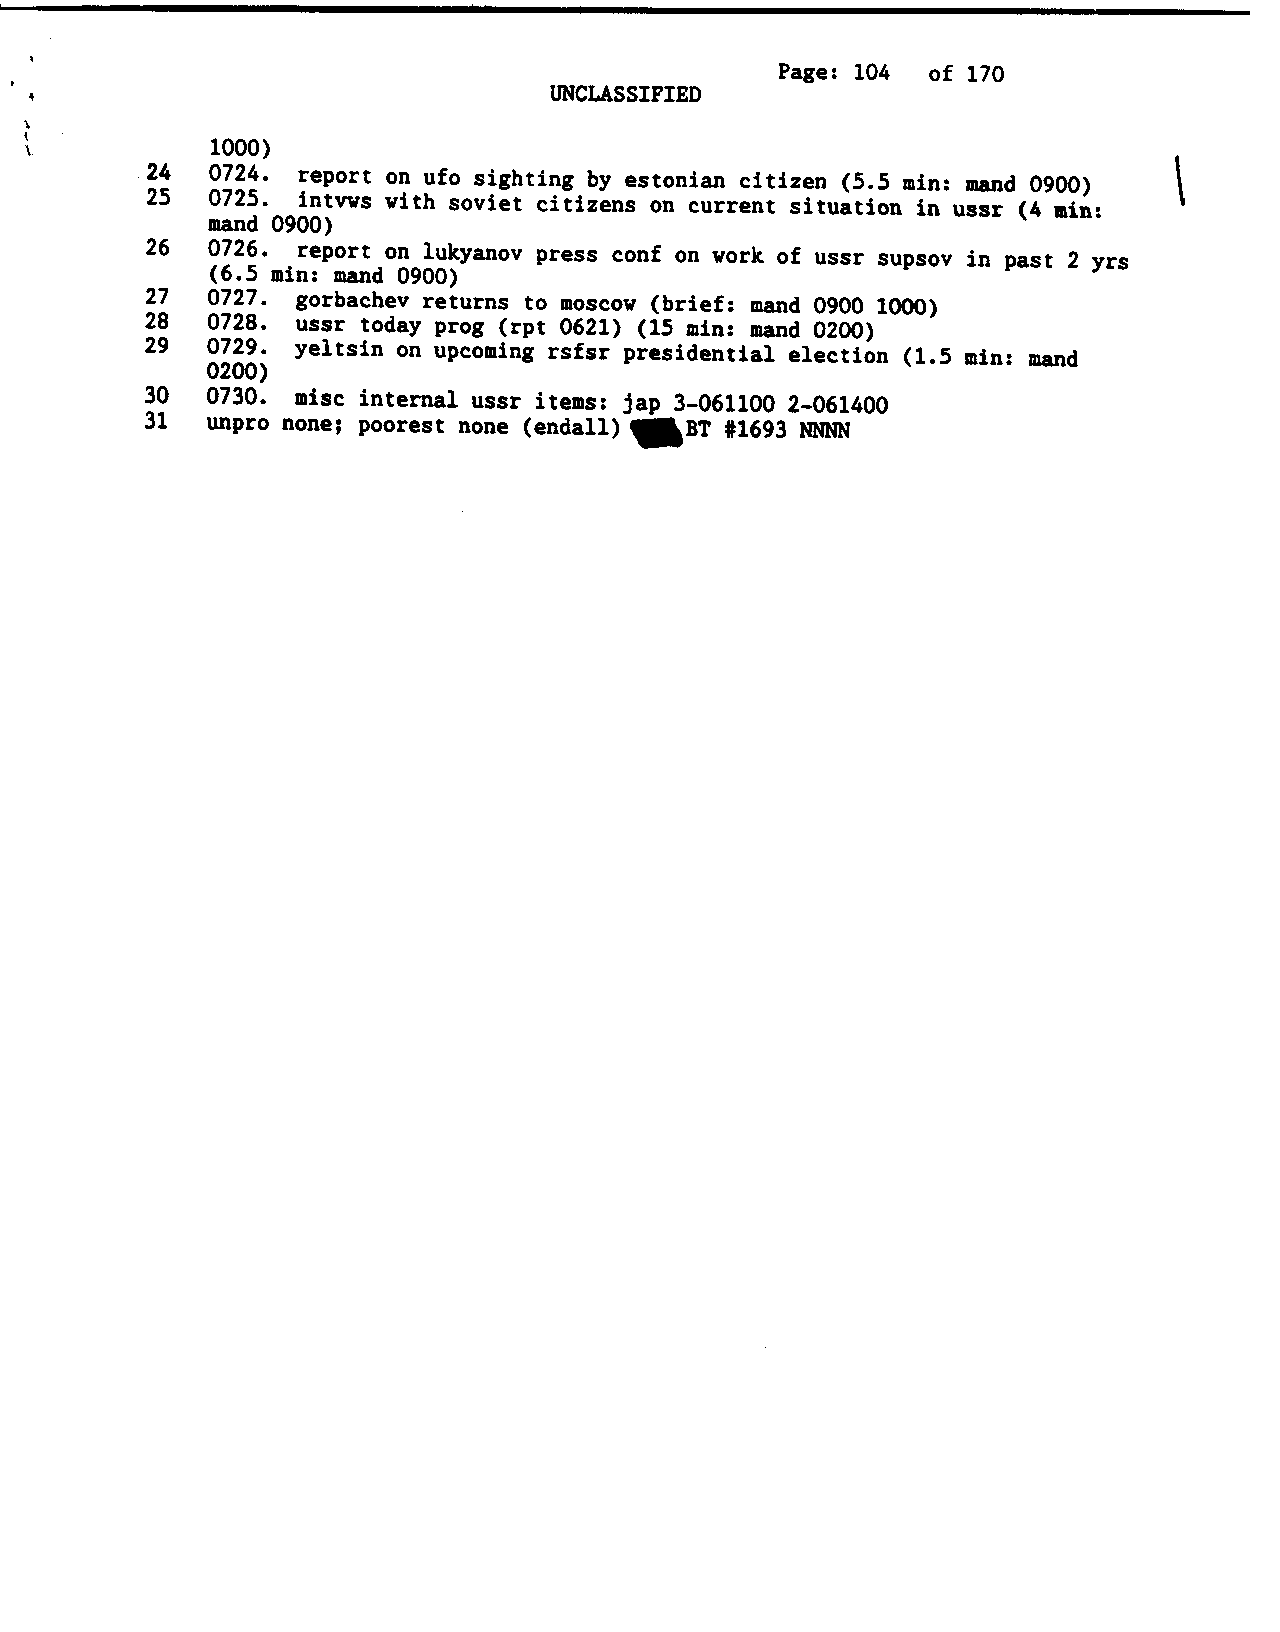 Page: 104 of 170
UNCLASSIFIED
1000)
24 0724. report on ufo sighting by estonian citizen (5.5 min: mand 0900)
25 0725. intvws with soviet citizens on current situation in ussr (4 min:
mand 0900)
26 0726. report on lukyanov press conf on work of ussr supsov in past 2 yrs
(6.5 min: mand 0900)
27 0727. gorbachev returns to moscow (brief: mand 0900 1000)
28 0728. ussr today prog (rpt 0621) (15 min: mand 0200)
29 0729. yeltsin on upcoming rsfsr presidential election (1.5 min: mand
0200)
30 0730. misc internal ussr items: jap 3-061100 2-061400
31 unpro none; poorest none (endall) BT #1693 NNNN